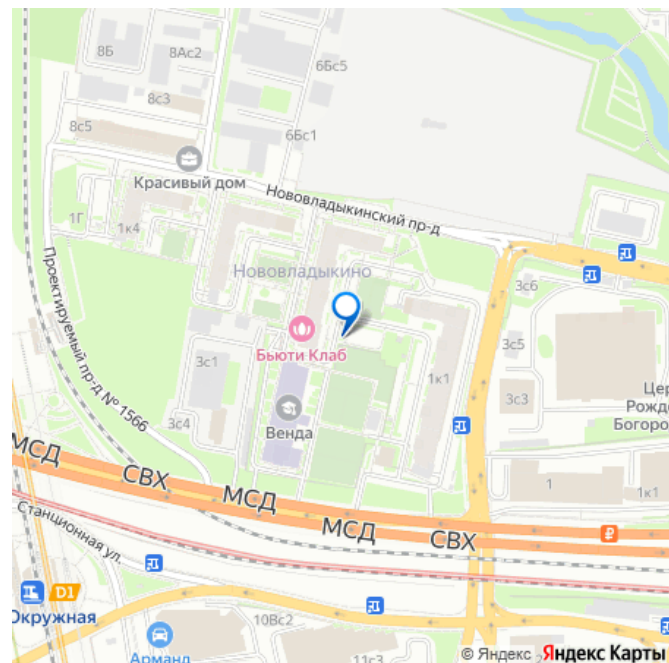 8Б
8Ас2
6Бс5
8с3
8с5
6Бс1
Красивый дом
Нововладыкинский пр-д
1Г
1к4
Нововладыкино
3с6
Проектируемый пр-д № 1566
Бьюти Клаб
3с1
1к1
3с5
3с3
Цер
Рожде
Богоро
3с4
Венда
МСД
СВХ
МСД
МСД
СВХ
1
1к1
Станционная ул.
D1
Окружная
10Вс2
Арманд
11с3
© Яндекс
Яндекс Карты